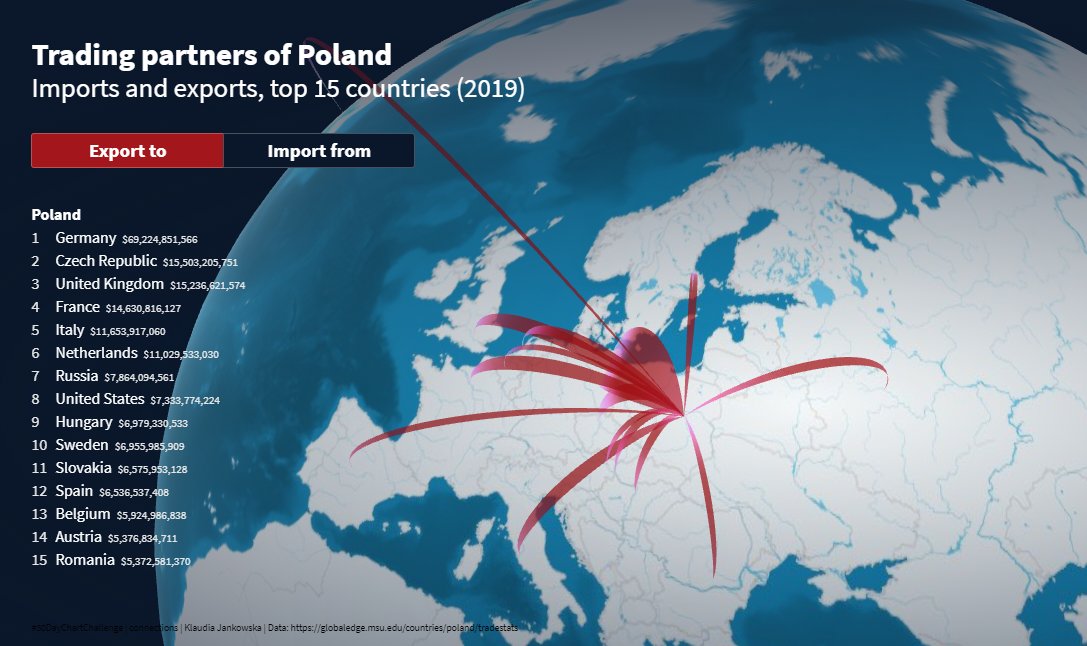 Trading partners of Poland
Imports and exports, top 15 countries (2019)
Export to Import from
Poland
1 Germany $69,224,851,566
2 Czech Republic $15,503,205,751
3 United Kingdom $15,236,621,574
4 France $14,630,816,127
5 Italy $11,653,917,060
6 Netherlands $11,029,533,030
7 Russia $7,864,094,561
8 United States $7,333,774,224
9 Hungary $6,979,330,533
10 Sweden $6,955,985,909
11 Slovakia $6,575,953,128
12 Spain $6,536,537,408
13 Belgium $5,924,986,838
14 Austria $5,376,834,711
15 Romania $5,372,581,370
#30DayChartChallenge | connections | Klaudia Jankowska | Data: https://globaledge.msu.edu/countries/poland/tradestats